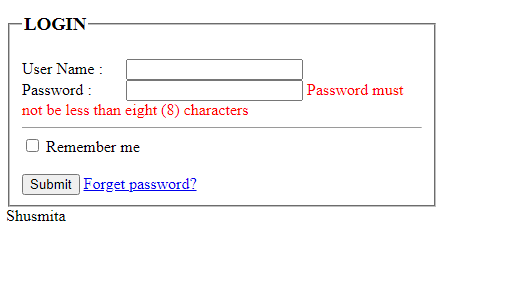 LOGIN
User Name :
Password : Password must
not be less than eight (8) characters
Remember me
Submit Forget password?
Shusmita